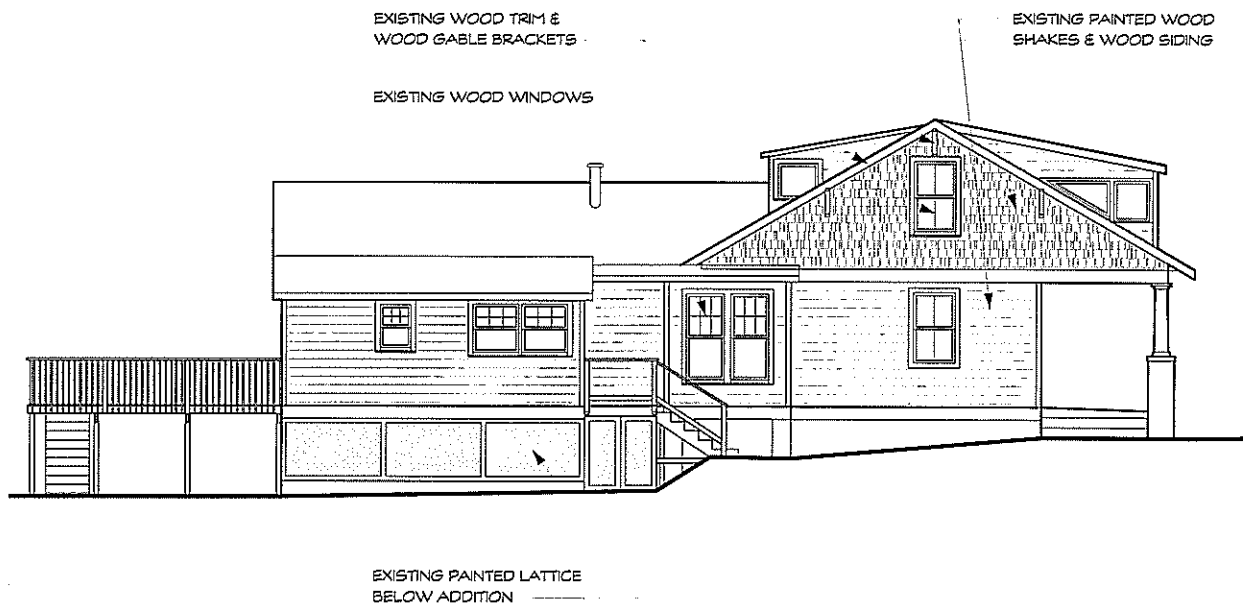 EXISTING WOOD TRIM &
WOOD GABLE BRACKETS
EXISTING PAINTED WOOD
SHAKES & WOOD SIDING
EXISTING WOOD WINDOWS
EXISTING PAINTED LATTICE
BELOW ADDITION